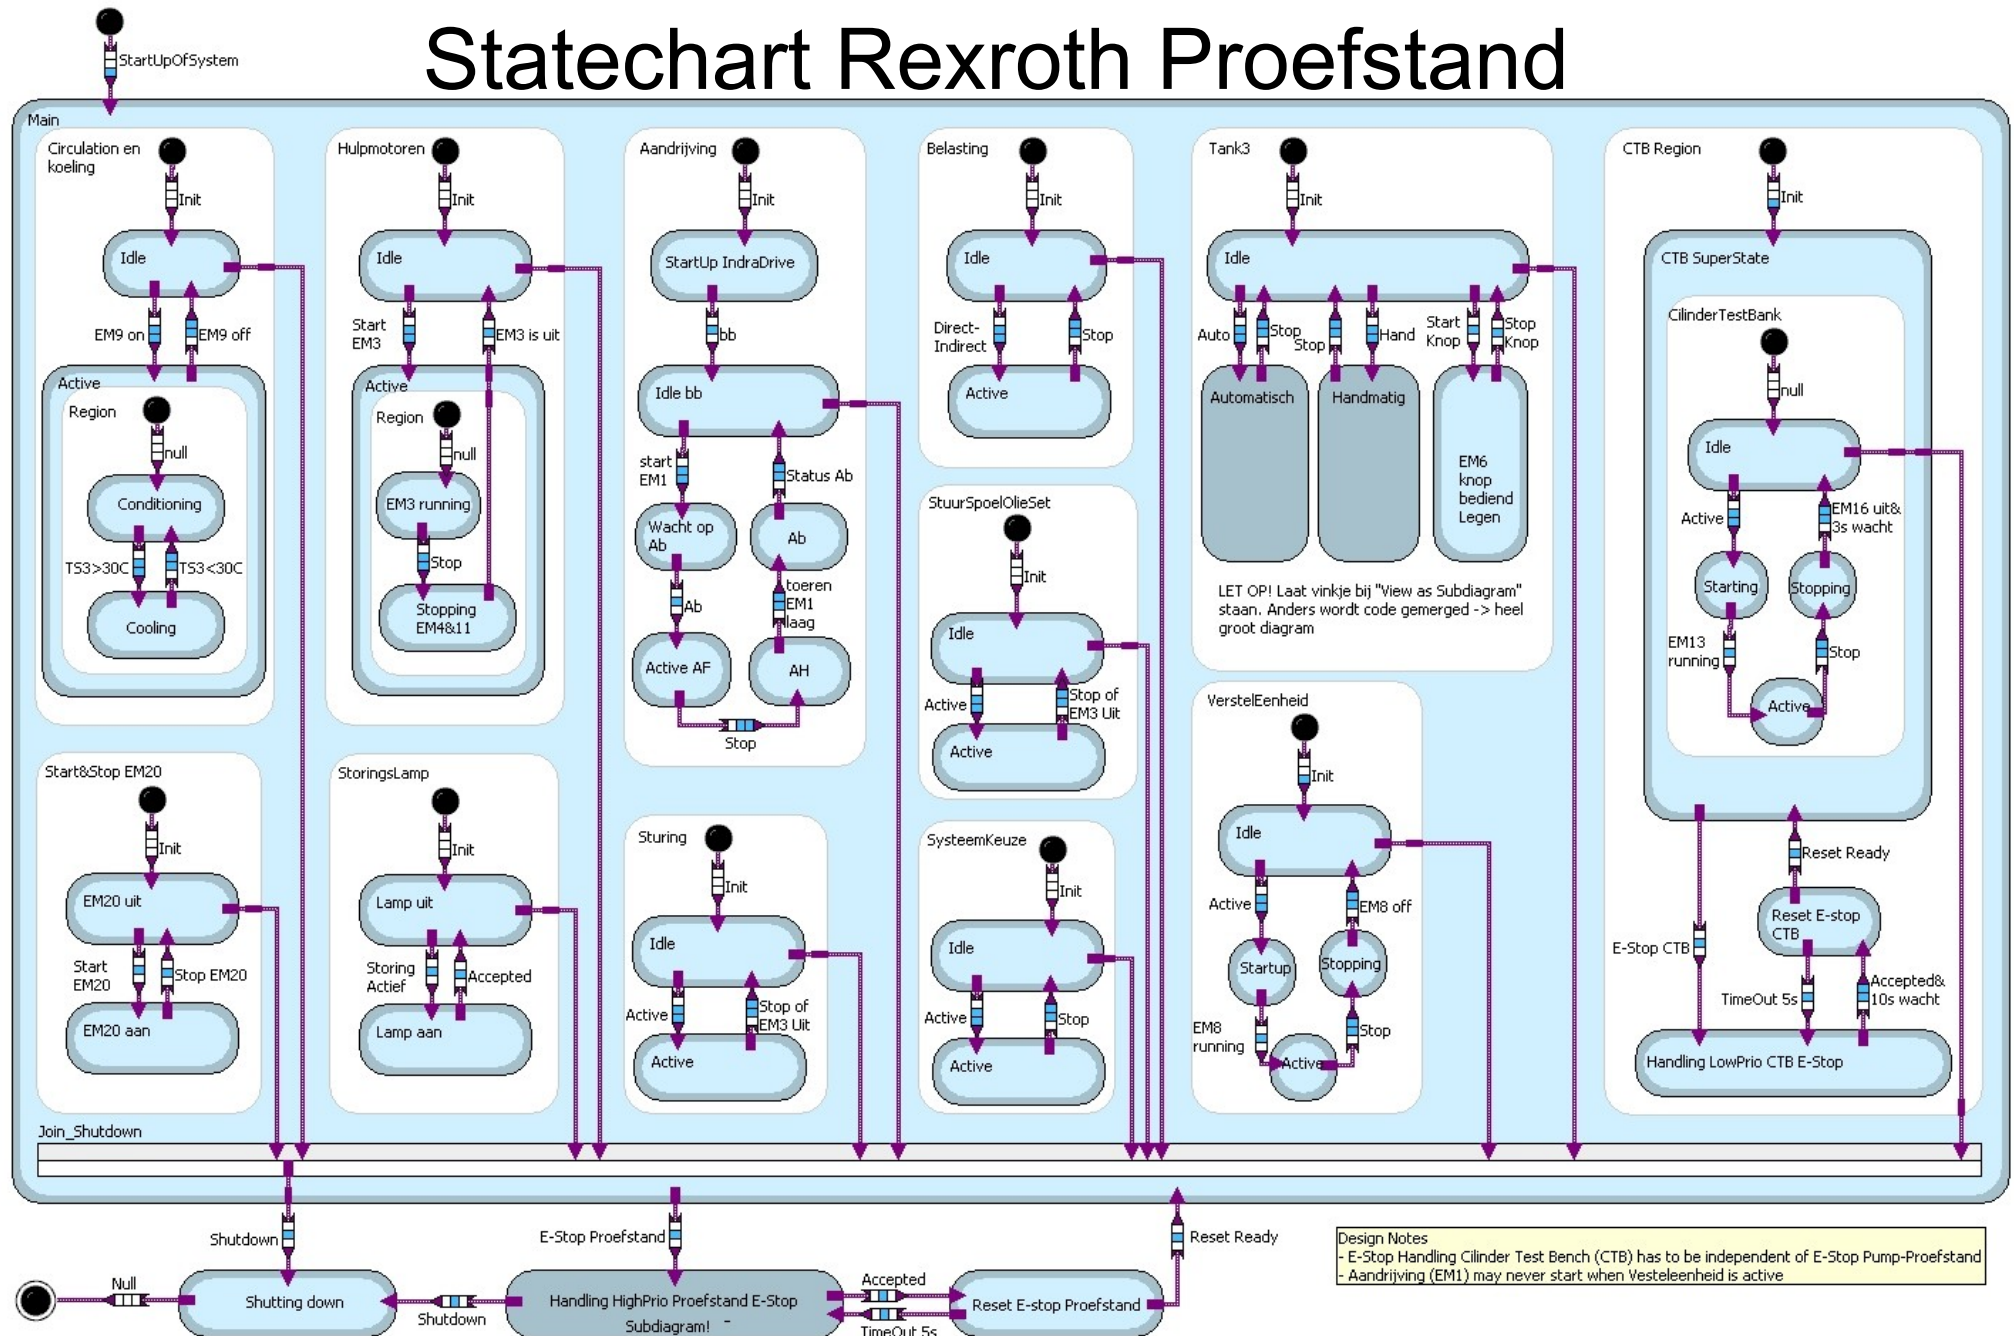 Statechart Rexroth Proefstand
StartUpOfSystem
Main
Circulation en
koeling
Init
Idle
EM9 on
EM9 off
Active
Region
null
Conditioning
TS3>30C
TS3<30C
Cooling
Hulpmotoren
Init
Idle
Start
EM3
EM3 is uit
Active
Region
null
EM3 running
Stop
Stopping
EM4&11
Aandrijving
Init
StartUp IndraDrive
bb
Idle bb
start
EM1
Status Ab
Wacht op
Ab
Ab
Ab
toeren
EM1
laag
Active AF
AH
Stop
Belasting
Init
Idle
Direct-
Indirect
Stop
Active
StuurSpoelOlieSet
Init
Idle
Active
Stop of
EM3 Uit
Active
Tank3
Init
Idle
Auto
Stop
Stop
Hand
Start
Knop
Stop
Knop
Automatisch
Handmatig
EM6
knop
bediend
Legen
LET OP! Laat vinkje bij "View as Subdiagram"
staan. Anders wordt code gemerged -> heel
groot diagram
CTB Region
Init
CTB SuperState
CilinderTestBank
null
Idle
Active
EM16 uit&
3s wacht
Starting
Stopping
EM13
running
Stop
Active
Reset Ready
Reset E-stop
CTB
E-Stop CTB
TimeOut 5s
Accepted&
10s wacht
Handling LowPrio CTB E-Stop
Start&Stop EM20
Init
EM20 uit
Start
EM20
Stop EM20
EM20 aan
StoringsLamp
Init
Lamp uit
Storing
Actief
Accepted
Lamp aan
Sturing
Init
Idle
Active
Stop of
EM3 Uit
Active
SysteemKeuze
Init
Idle
Active
Stop
Active
VerstelEenheid
Init
Idle
Active
EM8 off
Startup
Stopping
EM8
running
Stop
Active
Join_Shutdown
Shutdown
E-Stop Proefstand
Reset Ready
Null
Shutting down
Shutdown
Handling HighPrio Proefstand E-Stop
Subdiagram!
Accepted
TimeOut 5s
Reset E-stop Proefstand
Design Notes
- E-Stop Handling Cilinder Test Bench (CTB) has to be independent of E-Stop Pump-Proefstand
- Aandrijving (EM1) may never start when Vesteleenheid is active